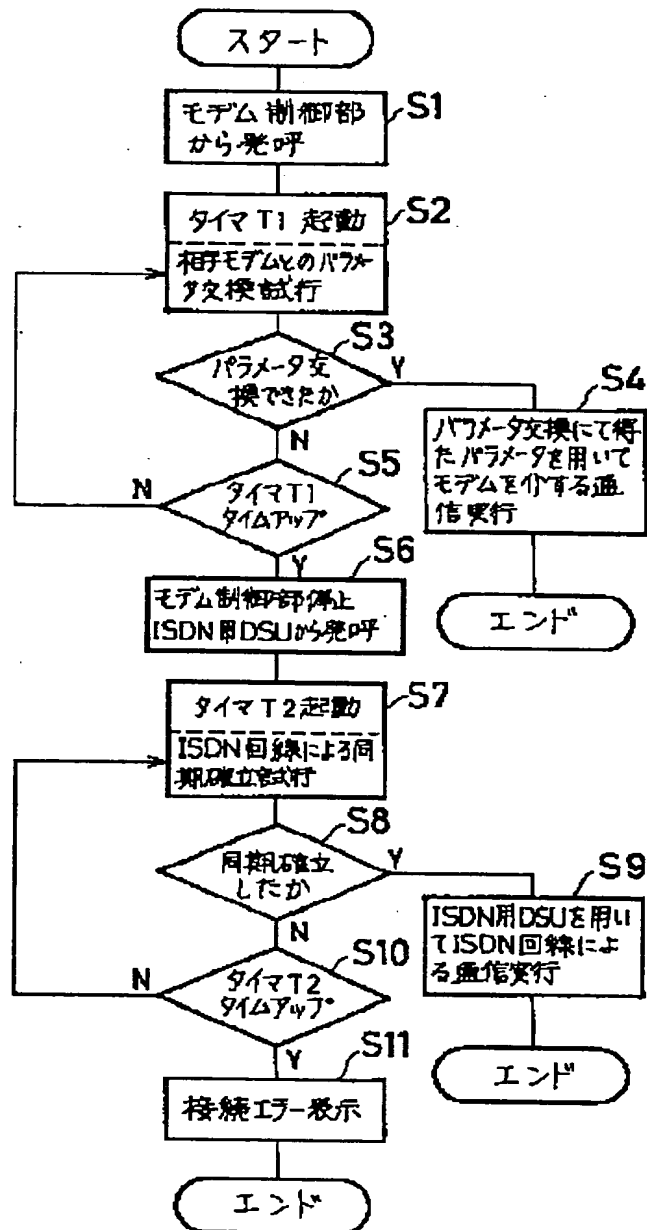 スタート
S1
モデム制御部
から発呼
S2
タイマT1起動
相手モデムとのパラメー
タ交換試行
S3
パラメータ交
換できたか
Y
N
S4
パラメータ交換にて得
たパラメータを用いて
モデムを介する通
信実行
エンド
S5
タイマT1
タイムアップ
N
Y
S6
モデム制御部停止
ISDN用DSUから発呼
S7
タイマT2起動
ISDN回線による同
期確立試行
S8
同期確立
したか
Y
N
S9
ISDN用DSUを用い
てISDN回線によ
る通信実行
エンド
S10
タイマT2
タイムアップ
N
Y
S11
接続エラー表示
エンド